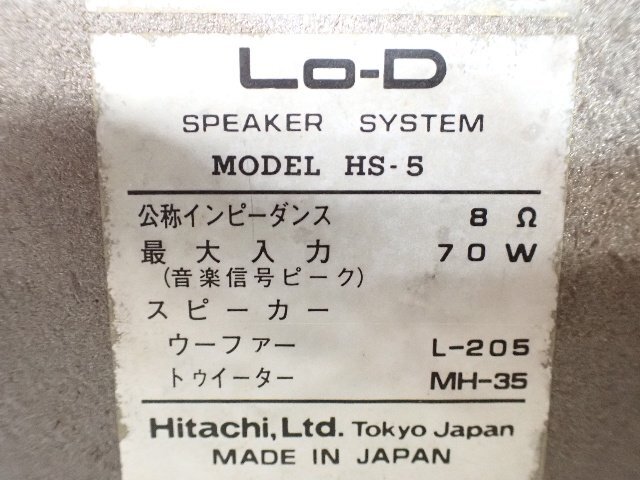 Lo-D
SPEAKER SYSTEM
MODEL HS-5
公称インピーダンス 8 Ω
最大入力 70 W
(音楽信号ピーク)
スピーカー
ウーファー L-205
トゥイーター MH-35
Hitachi, Ltd. Tokyo Japan
MADE IN JAPAN